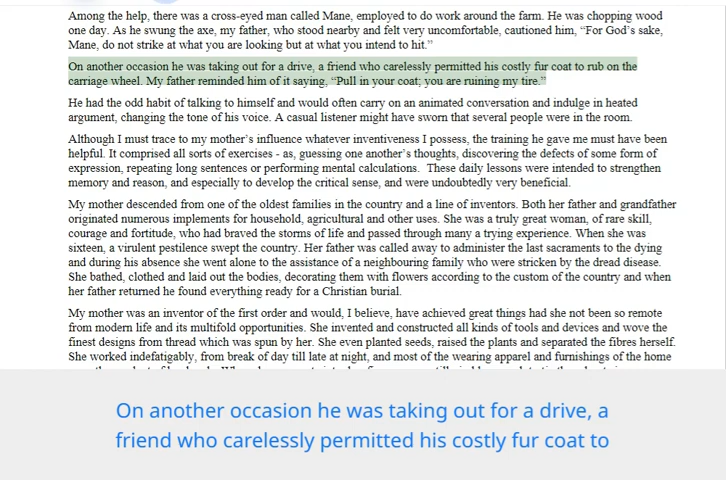 Among the help, there was a cross-eyed man called Mane, employed to do work around the farm. He was chopping wood
one day. As he swung the axe, my father, who stood nearby and felt very uncomfortable, cautioned him, “For God’s sake,
Mane, do not strike at what you are looking but at what you intend to hit.”
On another occasion he was taking out for a drive, a friend who carelessly permitted his costly fur coat to rub on the
carriage wheel. My father reminded him of it saying, “Pull in your coat; you are ruining my tire.”
He had the odd habit of talking to himself and would often carry on an animated conversation and indulge in heated
argument, changing the tone of his voice. A casual listener might have sworn that several people were in the room.
Although I must trace to my mother’s influence whatever inventiveness I possess, the training he gave me must have been
helpful. It comprised all sorts of exercises - as, guessing one another’s thoughts, discovering the defects of some form of
expression, repeating long sentences or performing mental calculations. These daily lessons were intended to strengthen
memory and reason, and especially to develop the critical sense, and were undoubtedly very beneficial.
My mother descended from one of the oldest families in the country and a line of inventors. Both her father and grandfather
originated numerous implements for household, agricultural and other uses. She was a truly great woman, of rare skill,
courage and fortitude, who had braved the storms of life and passed through many a trying experience. When she was
sixteen, a virulent pestilence swept the country. Her father was called away to administer the last sacraments to the dying
and during his absence she went alone to the assistance of a neighbouring family who were stricken by the dread disease.
She bathed, clothed and laid out the bodies, decorating them with flowers according to the custom of the country and when
her father returned he found everything ready for a Christian burial.
My mother was an inventor of the first order and would, I believe, have achieved great things had she not been so remote
from modern life and its multifold opportunities. She invented and constructed all kinds of tools and devices and wove the
finest designs from thread which was spun by her. She even planted seeds, raised the plants and separated the fibres herself.
She worked indefatigably, from break of day till late at night, and most of the wearing apparel and furnishings of the home
On another occasion he was taking out for a drive, a
friend who carelessly permitted his costly fur coat to